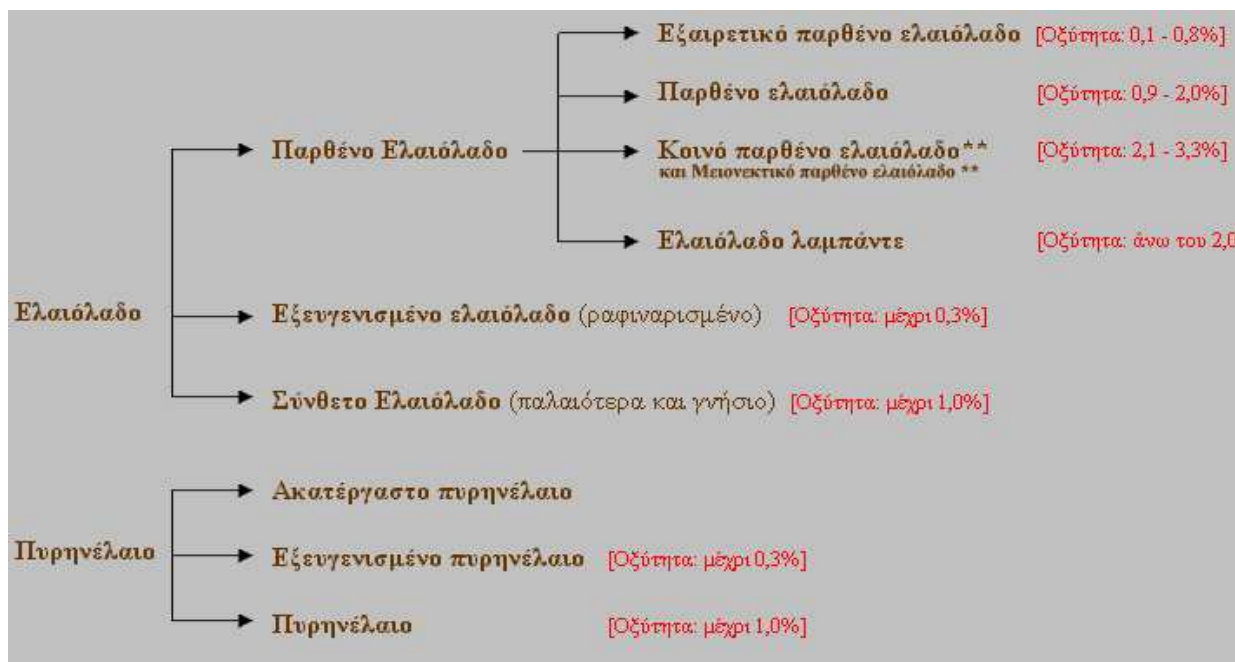 Εξαιρετικό παρθένο ελαιόλαδο [Οξύτητα: 0,1 - 0,8%]
Παρθένο ελαιόλαδο [Οξύτητα: 0,9 - 2,0%]
Παρθένο Ελαιόλαδο
Κοινό παρθένο ελαιόλαδο** [Οξύτητα: 2,1 - 3,3%]
και Μειονεκτικό παρθένο ελαιόλαδο **
Ελαιόλαδο λαμπάντε [Οξύτητα: άνω του 2,0
Ελαιόλαδο
Εξευγενισμένο ελαιόλαδο (ραφιναρισμένο) [Οξύτητα: μέχρι 0,3%]
Σύνθετο Ελαιόλαδο (παλαιότερα και γνήσιο) [Οξύτητα: μέχρι 1,0%]
Ακατέργαστο πυρηνέλαιο
Πυρηνέλαιο
Εξευγενισμένο πυρηνέλαιο [Οξύτητα: μέχρι 0,3%]
Πυρηνέλαιο [Οξύτητα: μέχρι 1,0%]